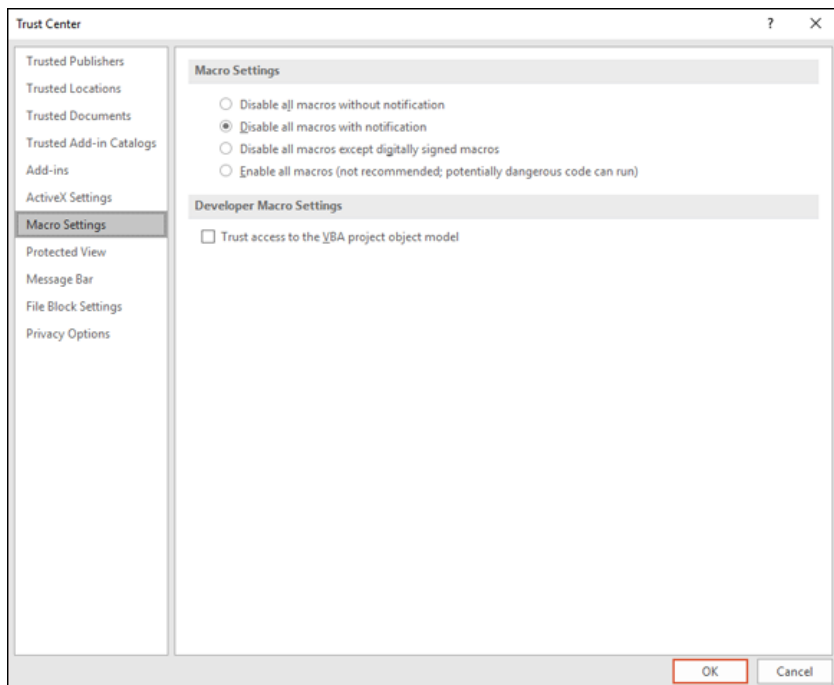 Trust Center
?
Trusted Publishers
Trusted Locations
Trusted Documents
Trusted Add-in Catalogs
Add-ins
ActiveX Settings
Macro Settings
Protected View
Message Bar
File Block Settings
Privacy Options
Macro Settings
Disable all macros without notification
Disable all macros with notification
Disable all macros except digitally signed macros
Enable all macros (not recommended; potentially dangerous code can run)
Developer Macro Settings
Trust access to the VBA project object model
OK
Cancel